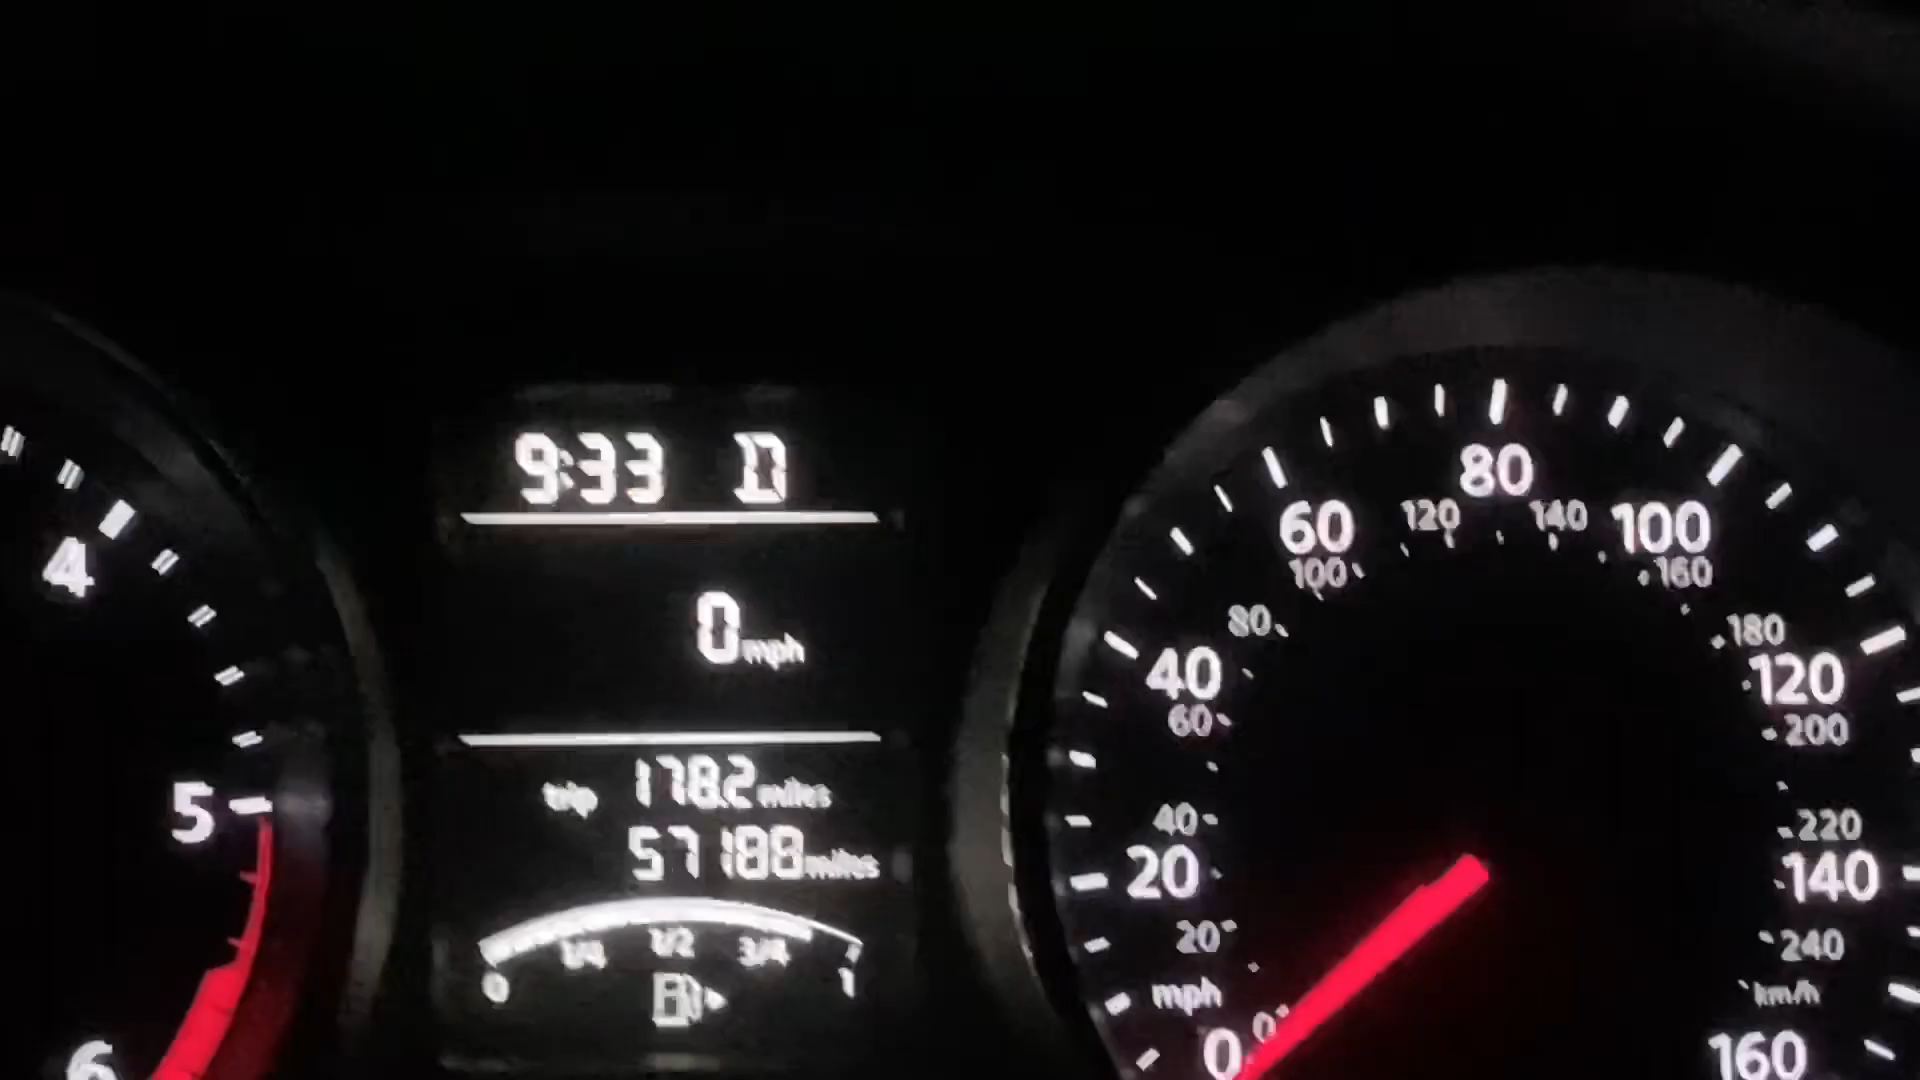 9:33 D
0 mph
trip 178.2 miles
57188 miles
0 1/4 1/2 3/4 1
4
5
6
0 20 40 60 80 100 120 140 160
mph
0 20 40 60 80 100 120 140 160 180 200 220 240
km/h